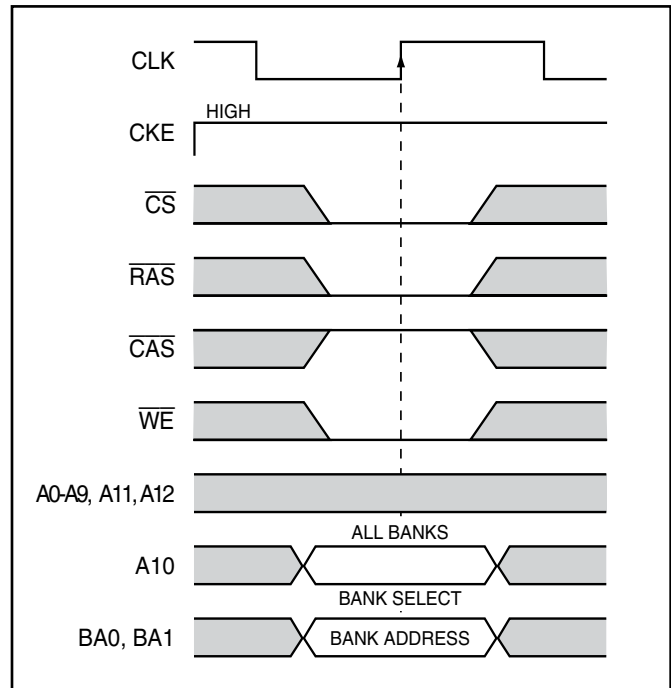 CLK
HIGH
CKE
CS
RAS
CAS
WE
A0-A9, A11, A12
ALL BANKS
A10
BANK SELECT
BA0, BA1
BANK ADDRESS